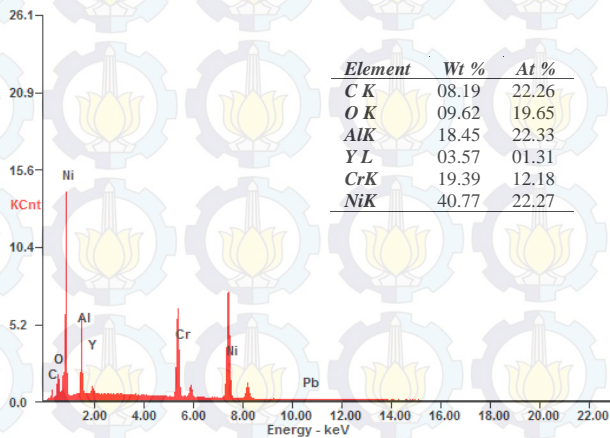 26.1
20.9
15.6
KCnt
10.4
5.2
0.0
Ni
Al
Y
O
C
Cr
Ni
Pb
Element Wt % At %
C K 08.19 22.26
O K 09.62 19.65
AlK 18.45 22.33
Y L 03.57 01.31
CrK 19.39 12.18
NiK 40.77 22.27
2.00 4.00 6.00 8.00 10.00 12.00 14.00 16.00 18.00 20.00 22.00
Energy - keV